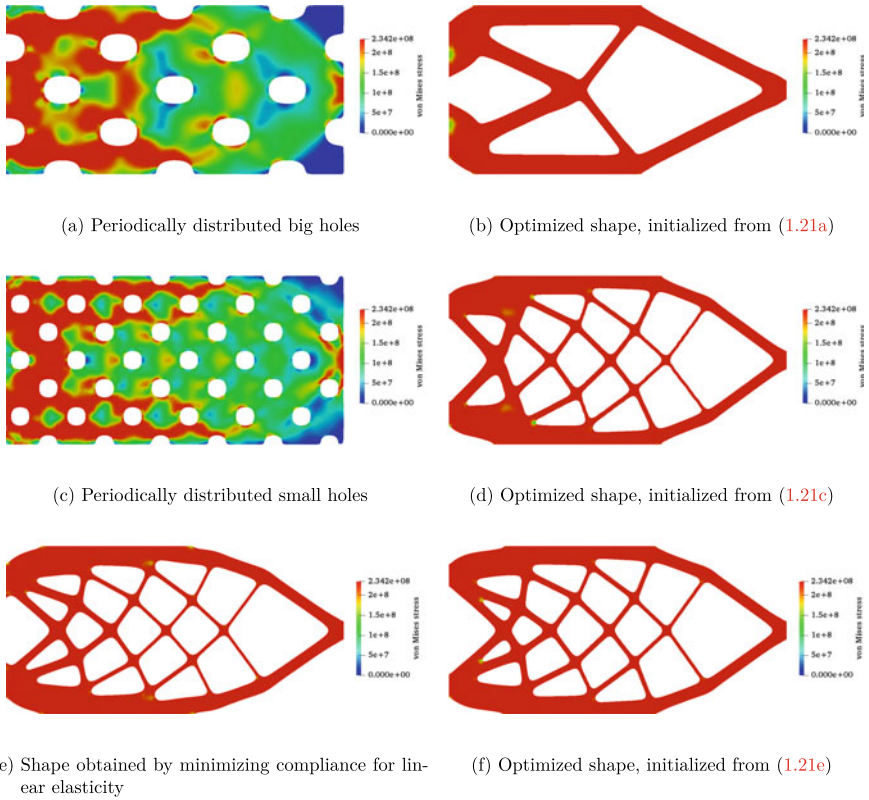 2.342e+08
2e+8
1.5e+8
1e+8
5e+7
0.000e+00
von Mises stress
2.342e+08
2e+8
1.5e+8
1e+8
5e+7
0.000e+00
von Mises stress
(a) Periodically distributed big holes
(b) Optimized shape, initialized from (1.21a)
2.342e+08
2e+8
1.5e+8
1e+8
5e+7
0.000e+00
von Mises stress
2.342e+08
2e+8
1.5e+8
1e+8
5e+7
0.000e+00
von Mises stress
(c) Periodically distributed small holes
(d) Optimized shape, initialized from (1.21c)
2.342e+08
2e+8
1.5e+8
1e+8
5e+7
0.000e+00
von Mises stress
2.342e+08
2e+8
1.5e+8
1e+8
5e+7
0.000e+00
von Mises stress
e) Shape obtained by minimizing compliance for lin-
ear elasticity
(f) Optimized shape, initialized from (1.21e)